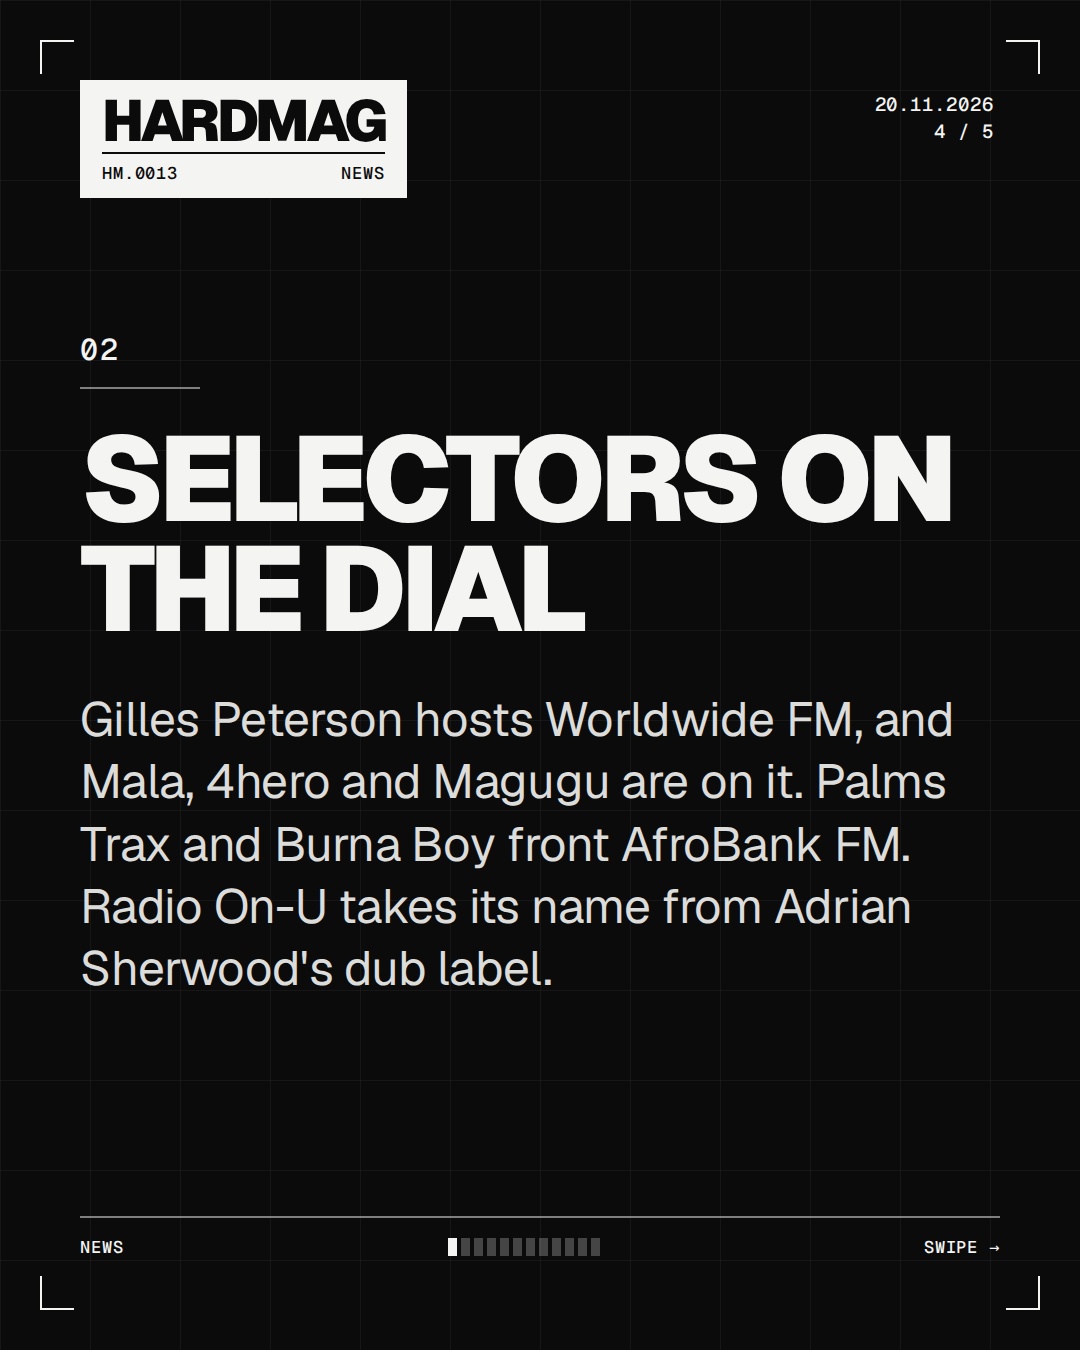 HARDMAG
HM.0013 NEWS
20.11.2026
4 / 5
02
SELECTORS ON
THE DIAL
Gilles Peterson hosts Worldwide FM, and
Mala, 4hero and Magugu are on it. Palms
Trax and Burna Boy front AfroBank FM.
Radio On-U takes its name from Adrian
Sherwood's dub label.
NEWS
SWIPE →